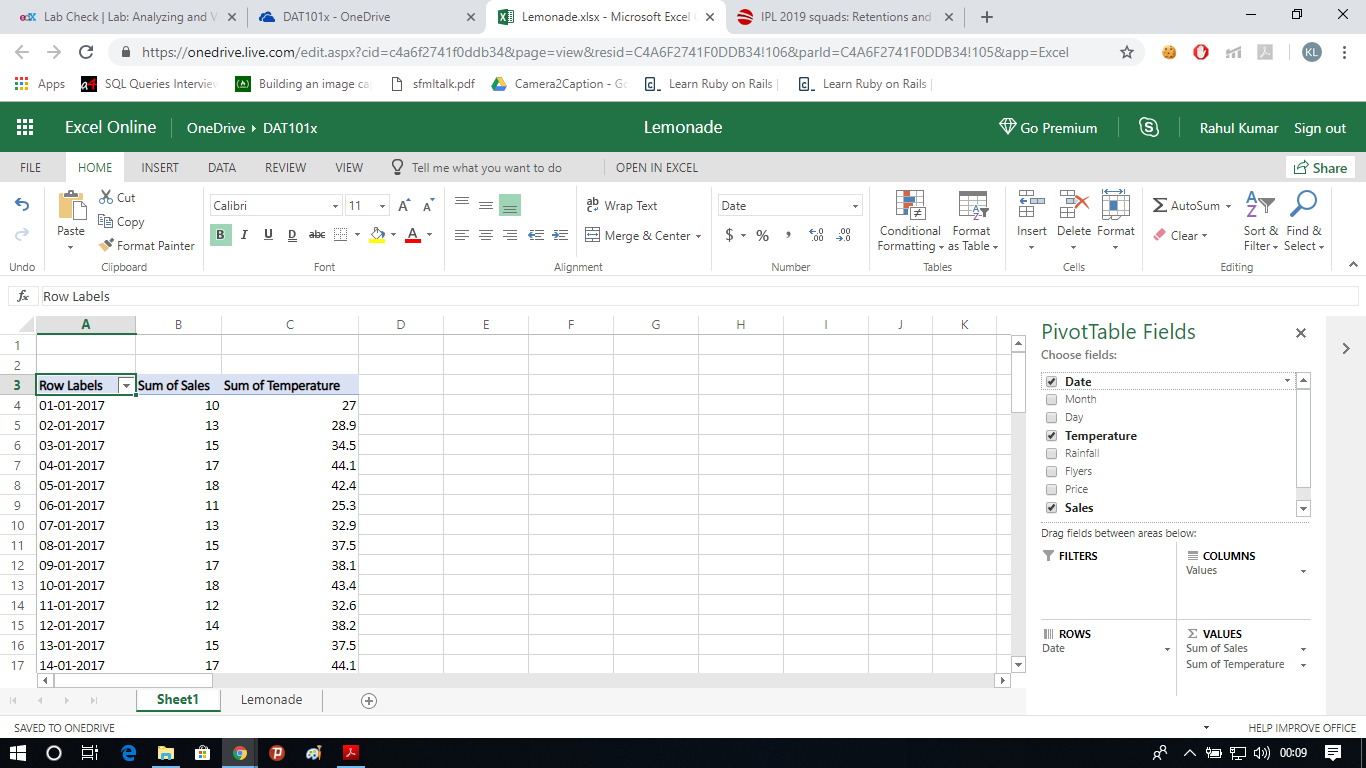 Lab Check | Lab: Analyzing and V
DAT101x - OneDrive
Lemonade.xlsx - Microsoft Excel
IPL 2019 squads: Retentions and
https://onedrive.live.com/edit.aspx?cid=c4a6f2741f0ddb34&page=view&resid=C4A6F2741F0DDB34!106&parId=C4A6F2741F0DDB34!105&app=Excel
KL
Apps
SQL Queries Interview
Building an image ca
sfmltalk.pdf
Camera2Caption - Go
Learn Ruby on Rails |
Learn Ruby on Rails |
Excel Online
OneDrive ▸ DAT101x
Lemonade
Go Premium
Rahul Kumar
Sign out
FILE HOME INSERT DATA REVIEW VIEW Tell me what you want to do OPEN IN EXCEL Share
Paste
Cut
Copy
Format Painter
Calibri 11
B I U D abc
Wrap Text
Merge & Center
Date
$ % ,
Conditional Formatting
Format as Table
Insert Delete Format
AutoSum
Clear
Sort & Filter
Find & Select
Undo Clipboard Font Alignment Number Tables Cells Editing
fx Row Labels
A B C D E F G H I J K
1
2
3 Row Labels Sum of Sales Sum of Temperature
4 01-01-2017 10 27
5 02-01-2017 13 28.9
6 03-01-2017 15 34.5
7 04-01-2017 17 44.1
8 05-01-2017 18 42.4
9 06-01-2017 11 25.3
10 07-01-2017 13 32.9
11 08-01-2017 15 37.5
12 09-01-2017 17 38.1
13 10-01-2017 18 43.4
14 11-01-2017 12 32.6
15 12-01-2017 14 38.2
16 13-01-2017 15 37.5
17 14-01-2017 17 44.1
PivotTable Fields
Choose fields:
Date
Month
Day
Temperature
Rainfall
Flyers
Price
Sales
Drag fields between areas below:
FILTERS
COLUMNS
Values
ROWS
Date
Σ VALUES
Sum of Sales
Sum of Temperature
Sheet1 Lemonade
SAVED TO ONEDRIVE
HELP IMPROVE OFFICE
00:09